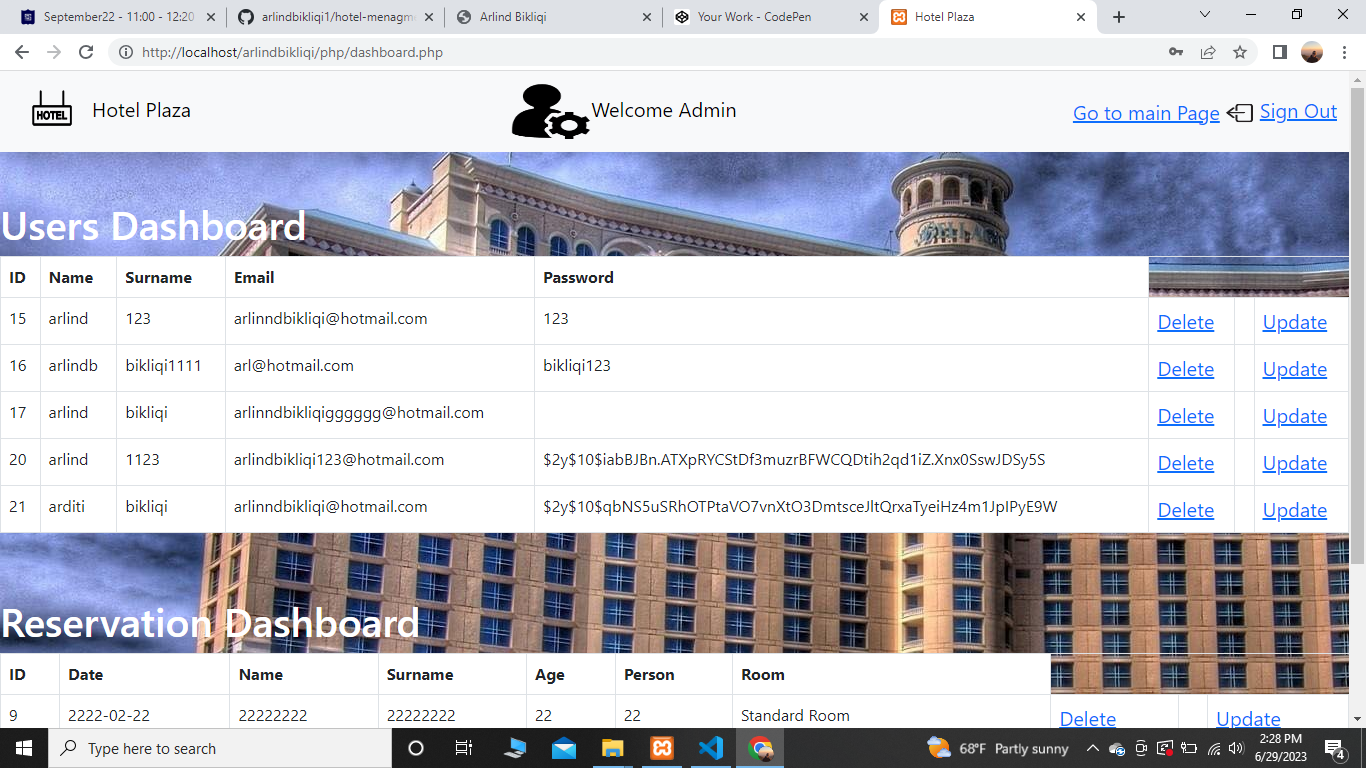 September22 - 11:00 - 12:20
arlindbikliqi1/hotel-menagm
Arlind Bikliqi
Your Work - CodePen
Hotel Plaza
http://localhost/arlindbikliqi/php/dashboard.php
HOTEL
Hotel Plaza
Welcome Admin
Go to main Page
Sign Out
Users Dashboard
ID Name Surname Email Password
15 arlind 123 arlinndbikliqi@hotmail.com 123 Delete Update
16 arlindb bikliqi1111 arl@hotmail.com bikliqi123 Delete Update
17 arlind bikliqi arlinndbikliqigggggg@hotmail.com Delete Update
20 arlind 1123 arlindbikliqi123@hotmail.com $2y$10$iabBJBn.ATXpRYCStDf3muzrBFWCQDtih2qd1iZ.Xnx0SswJDSy5S Delete Update
21 arditi bikliqi arlinndbikliqi@hotmail.com $2y$10$qbNS5uSRhOTPtaVO7vnXtO3DmtsceJltQrxaTyeiHz4m1JpIPyE9W Delete Update
Reservation Dashboard
ID Date Name Surname Age Person Room
9 2222-02-22 22222222 22222222 22 22 Standard Room Delete Update
Type here to search
68°F Partly sunny
2:28 PM
6/29/2023
4